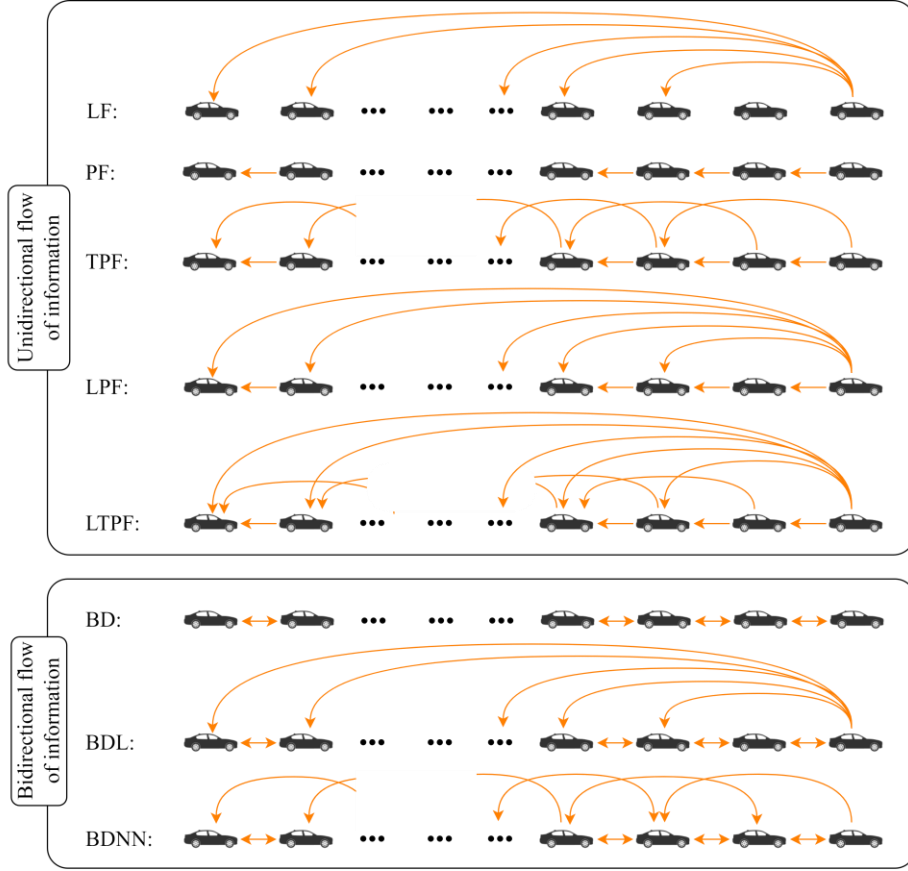 Unidirectional flow
of information
LF:
PF:
TPF:
LPF:
LTPF:
Bidirectional flow
of information
BD:
BDL:
BDNN: